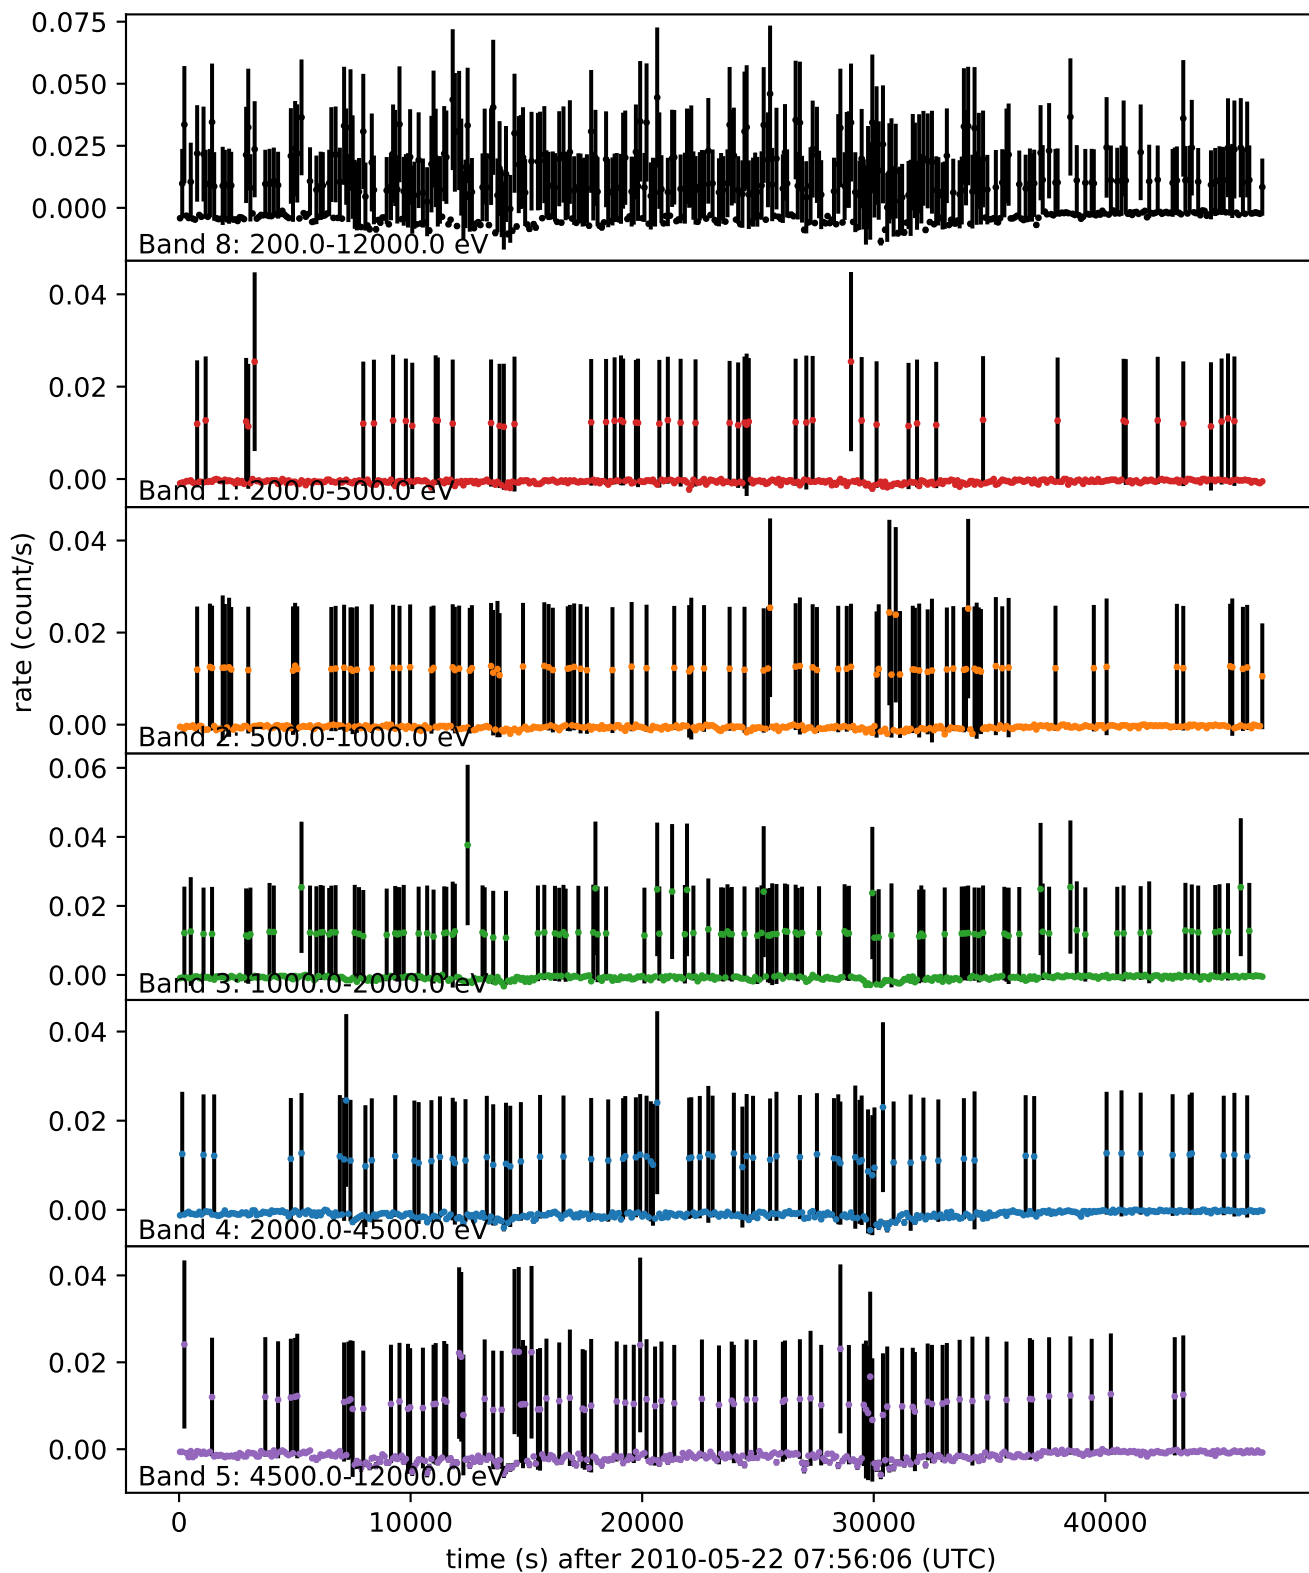 0.075
0.050
0.025
0.000
Band 8: 200.0-12000.0 eV
0.04
0.02
0.00
Band 1: 200.0-500.0 eV
rate (count/s)
0.04
0.02
0.00
Band 2: 500.0-1000.0 eV
0.06
0.04
0.02
0.00
Band 3: 1000.0-2000.0 eV
0.04
0.02
0.00
Band 4: 2000.0-4500.0 eV
0.04
0.02
0.00
Band 5: 4500.0-12000.0 eV
0 10000 20000 30000 40000
time (s) after 2010-05-22 07:56:06 (UTC)